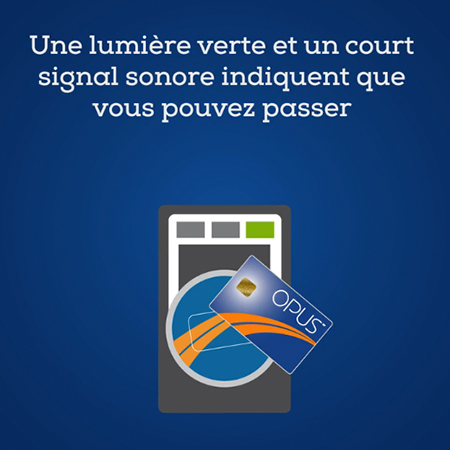 Une lumière verte et un court
signal sonore indiquent que
vous pouvez passer
OPUS